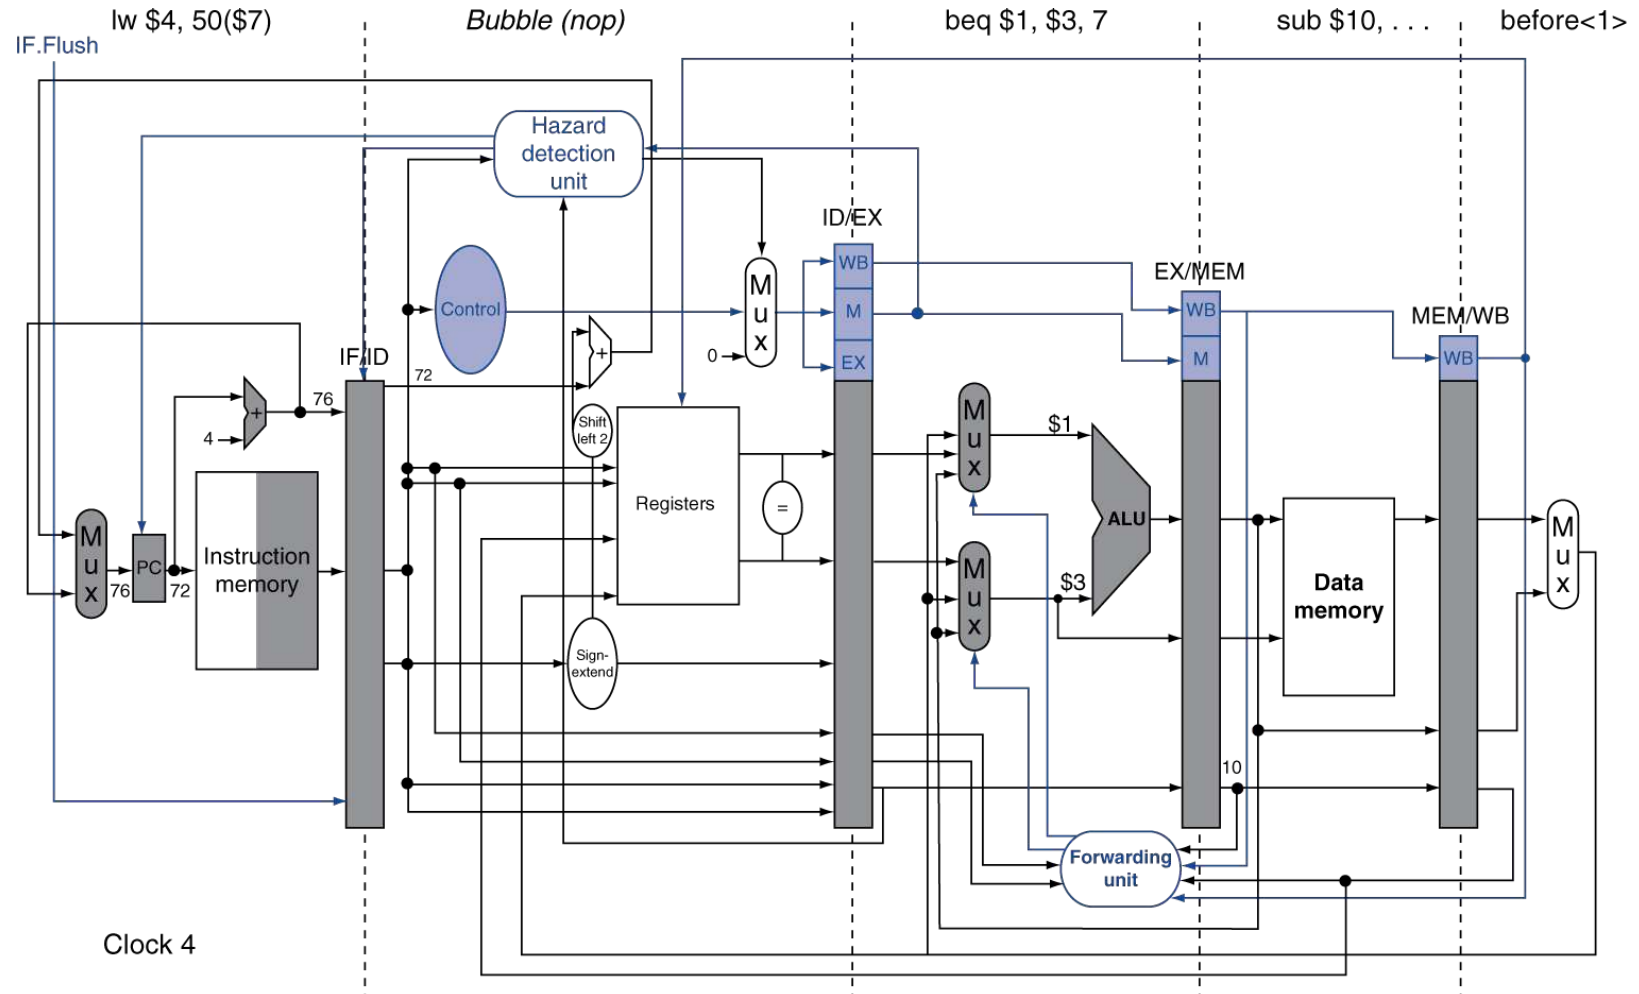 lw $4, 50($7)
Bubble (nop)
beq $1, $3, 7
sub $10, . . .
before<1>
IF.Flush
Hazard
detection
unit
ID/EX
WB
M
EX
EX/MEM
WB
M
MEM/WB
WB
Control
M
u
x
0
+
IF/ID
72
76
4
+
Shift
left 2
Registers
=
M
u
x
$1
ALU
M
u
x
$3
M
u
x
76
PC
72
Instruction
memory
Sign-
extend
Data
memory
M
u
x
10
Forwarding
unit
Clock 4